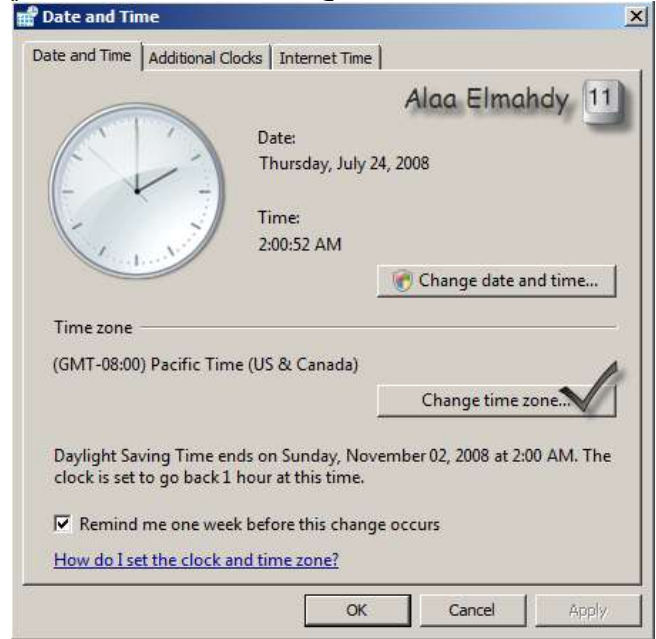 Date and Time
Date and Time Additional Clocks Internet Time
Alaa Elmahdy 11
Date:
Thursday, July 24, 2008
Time:
2:00:52 AM
Change date and time...
Time zone
(GMT-08:00) Pacific Time (US & Canada)
Change time zone...
Daylight Saving Time ends on Sunday, November 02, 2008 at 2:00 AM. The
clock is set to go back 1 hour at this time.
Remind me one week before this change occurs
How do I set the clock and time zone?
OK Cancel Apply